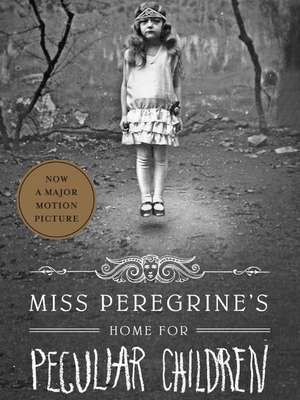 NOW
A MAJOR
MOTION
PICTURE
MISS PEREGRINE'S
HOME FOR
PECULIAR CHILDREN